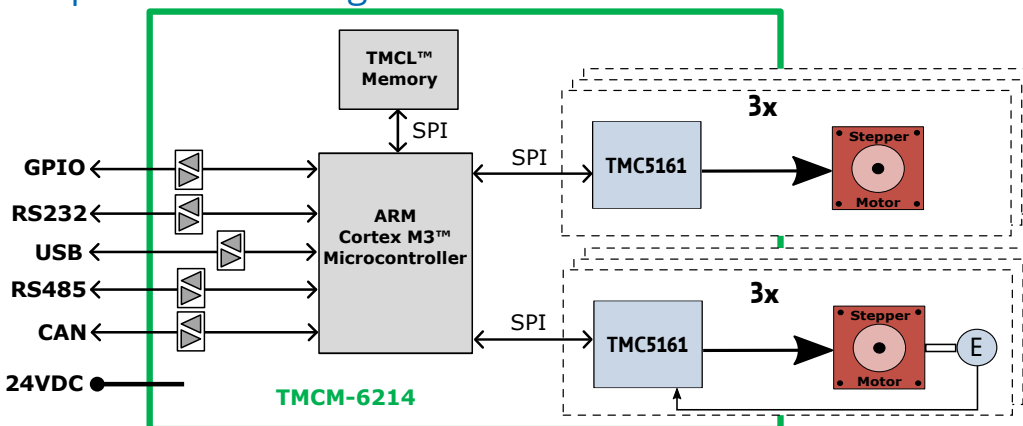 TMCL™
Memory
SPI
GPIO
RS232
USB
RS485
CAN
24VDC
ARM
Cortex M3™
Microcontroller
TMCM-6214
SPI
3x
TMC5161
Stepper
Motor
SPI
3x
TMC5161
Stepper
Motor
E